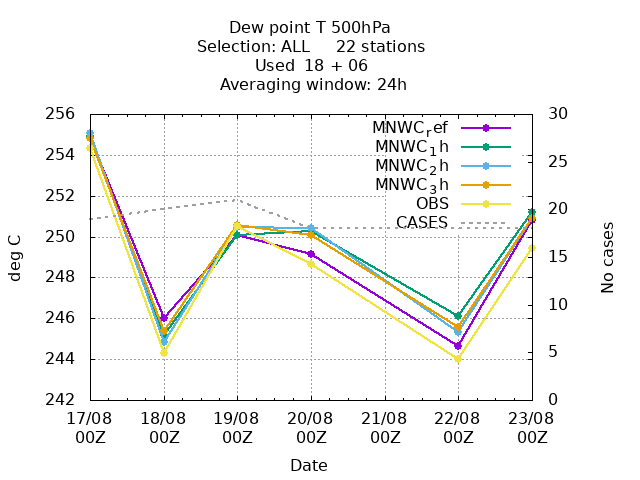 Dew point T 500hPa
Selection: ALL     22 stations
Used  18 + 06
Averaging window: 24h
256
254
252
250
248
246
244
242
deg C
30
25
20
15
10
5
0
No cases
MNWC_ref
MNWC_1h
MNWC_2h
MNWC_3h
OBS
CASES
17/08 18/08 19/08 20/08 21/08 22/08 23/08
00Z 00Z 00Z 00Z 00Z 00Z 00Z
Date